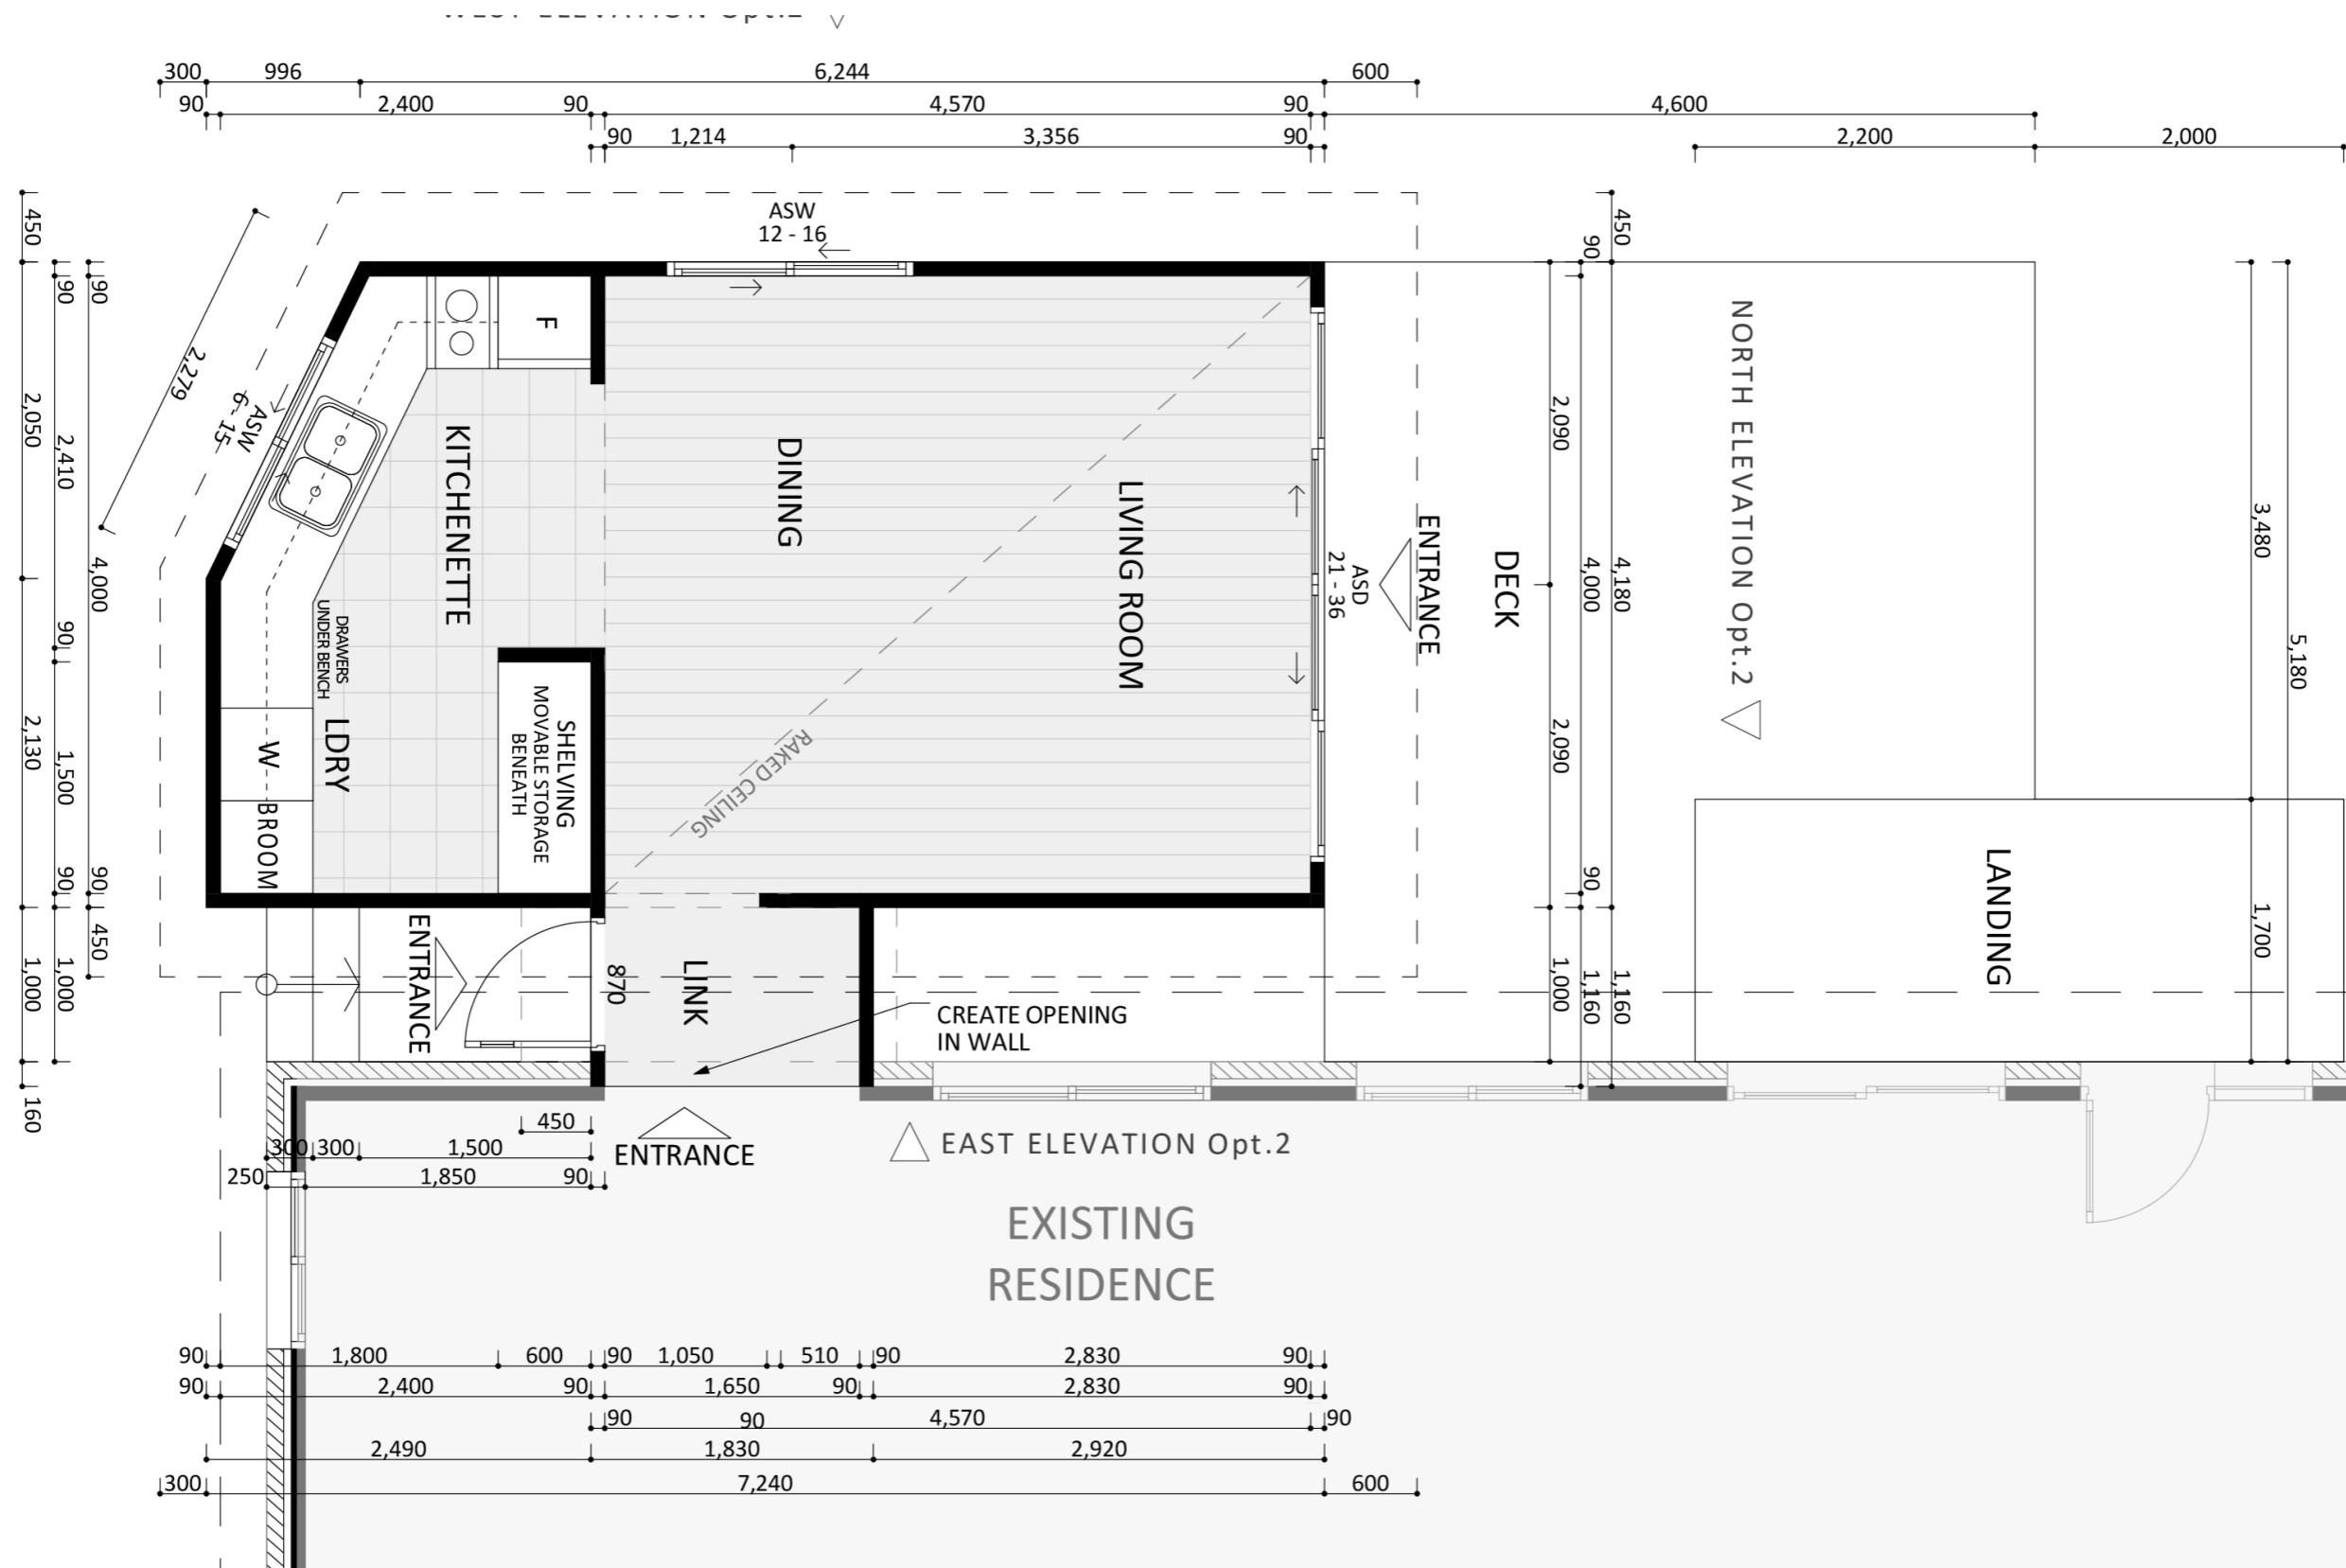 WEST ELEVATION Opt.2
300 996 6,244 600
90 2,400 90 4,570 90 4,600
90 1,214 3,356 90 2,200 2,000
450
2,050
2,130
1,000
160
90
2,410
90
1,500
90
1,000
90
4,000
90
450
2,279
ASW
6 - 15
ASW
12 - 16
F
KITCHENETTE
DINING
LIVING ROOM
DRAWERS
UNDER BENCH
LDRY
W
BROOM
SHELVING
MOVABLE STORAGE
BENEATH
RAKED CEILING
ASD
21 - 36
ENTRANCE
DECK
NORTH ELEVATION Opt.2
LANDING
2,090
2,090
1,000
90
4,000
90
1,160
450
4,180
1,160
3,480
1,700
5,180
ENTRANCE
870
LINK
CREATE OPENING
IN WALL
ENTRANCE
EAST ELEVATION Opt.2
450
300 300 1,500
250 1,850 90
EXISTING
RESIDENCE
90 1,800 600 90 1,050 510 90 2,830 90
90 2,400 90 1,650 90 2,830 90
90 90 4,570 90
2,490 1,830 2,920
300 7,240 600